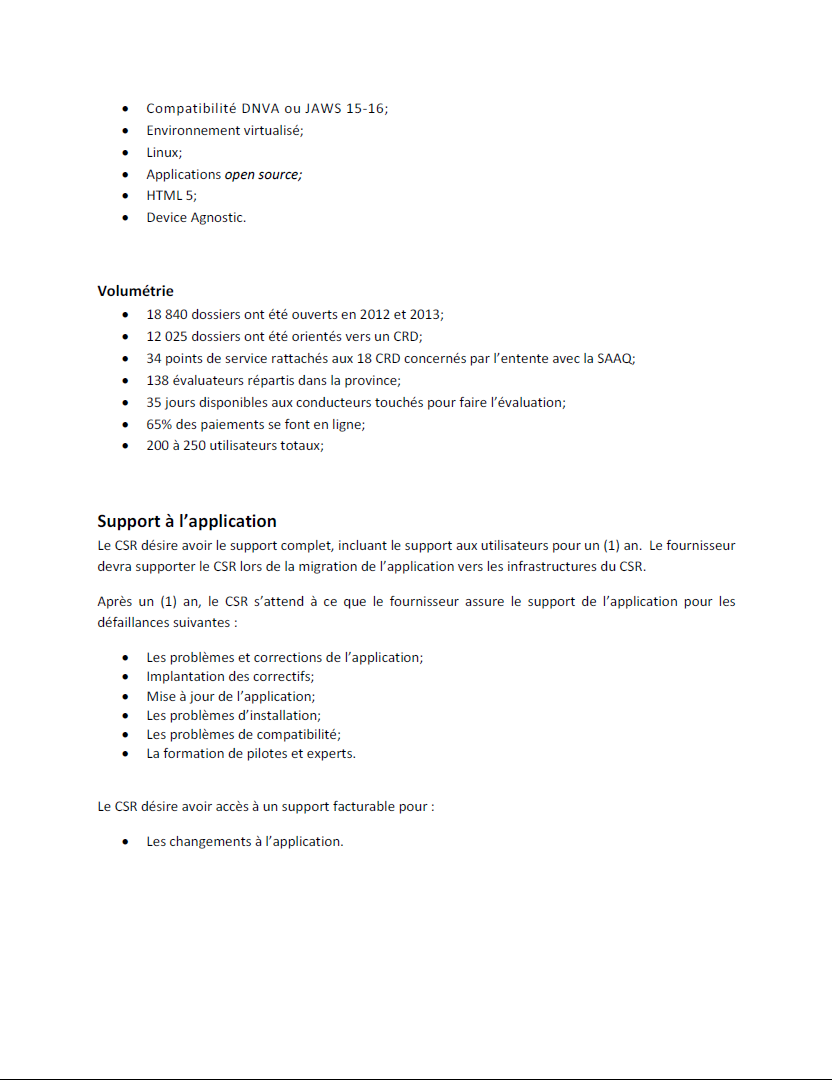 • Compatibilité DNVA ou JAWS 15-16;
• Environnement virtualisé;
• Linux;
• Applications open source;
• HTML 5;
• Device Agnostic.
Volumétrie
• 18 840 dossiers ont été ouverts en 2012 et 2013;
• 12 025 dossiers ont été orientés vers un CRD;
• 34 points de service rattachés aux 18 CRD concernés par l’entente avec la SAAQ;
• 138 évaluateurs répartis dans la province;
• 35 jours disponibles aux conducteurs touchés pour faire l’évaluation;
• 65% des paiements se font en ligne;
• 200 à 250 utilisateurs totaux;
Support à l’application
Le CSR désire avoir le support complet, incluant le support aux utilisateurs pour un (1) an. Le fournisseur
devra supporter le CSR lors de la migration de l’application vers les infrastructures du CSR.
Après un (1) an, le CSR s’attend à ce que le fournisseur assure le support de l’application pour les
défaillances suivantes :
• Les problèmes et corrections de l’application;
• Implantation des correctifs;
• Mise à jour de l’application;
• Les problèmes d’installation;
• Les problèmes de compatibilité;
• La formation de pilotes et experts.
Le CSR désire avoir accès à un support facturable pour :
• Les changements à l’application.